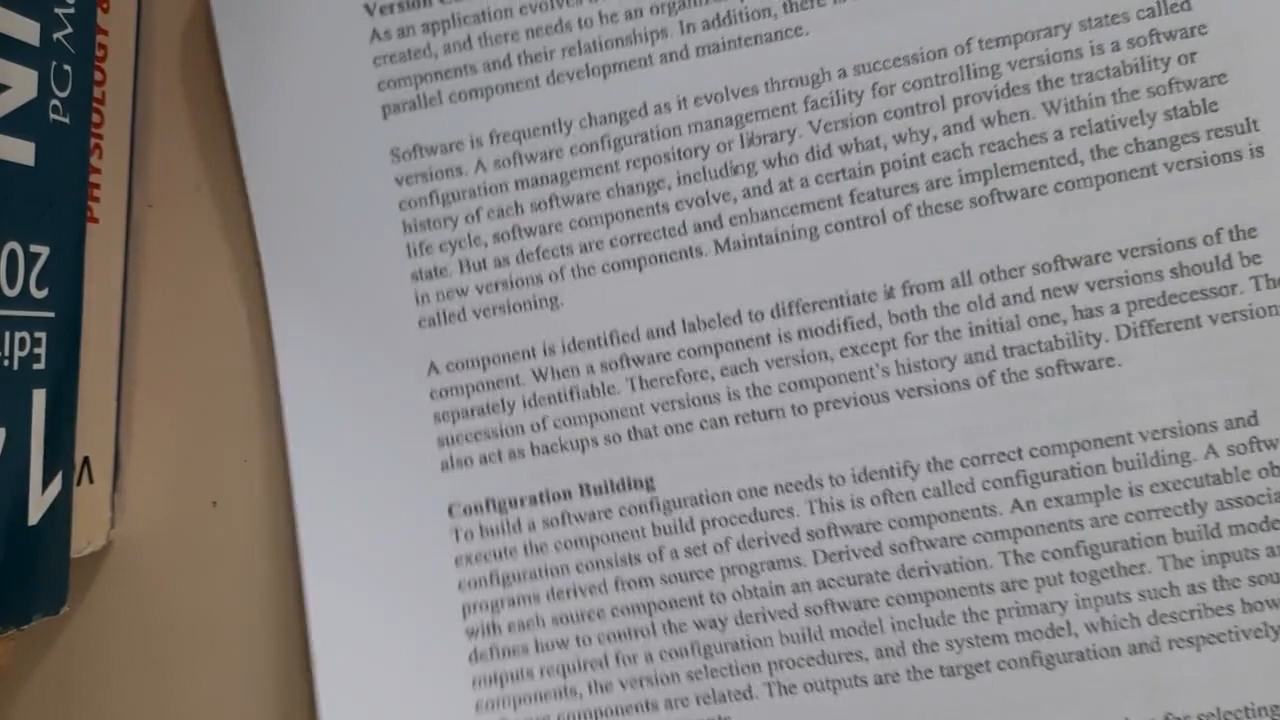 Version
As an application evolves
created, and there needs to be an
components and their relationships. In addition, there
parallel component development and maintenance.
Software is frequently changed as it evolves through a succession of temporary states called
versions. A software configuration management facility for controlling versions is a software
configuration management repository or library. Version control provides the tractability or
history of each software change, including who did what, why, and when. Within the software
life cycle, software components evolve, and at a certain point each reaches a relatively stable
state. But as defects are corrected and enhancement features are implemented, the changes result
in new versions of the components. Maintaining control of these software component versions is
called versioning.
A component is identified and labeled to differentiate it from all other software versions of the
component. When a software component is modified, both the old and new versions should be
separately identifiable. Therefore, each version, except for the initial one, has a predecessor. The
succession of component versions is the component's history and tractability. Different version
also act as backups so that one can return to previous versions of the software.
Configuration Building
To build a software configuration one needs to identify the correct component versions and
execute the component build procedures. This is often called configuration building. A softw
configuration consists of a set of derived software components. An example is executable ob
programs derived from source programs. Derived software components are correctly associa
with each source component to obtain an accurate derivation. The configuration build mode
defines how to control the way derived software components are put together. The inputs a
outputs required for a configuration build model include the primary inputs such as the sou
components, the version selection procedures, and the system model, which describes how
components are related. The outputs are the target configuration and respectively
for selecting
PG M
PHYSIOLOGY &
20
Edi
1
V